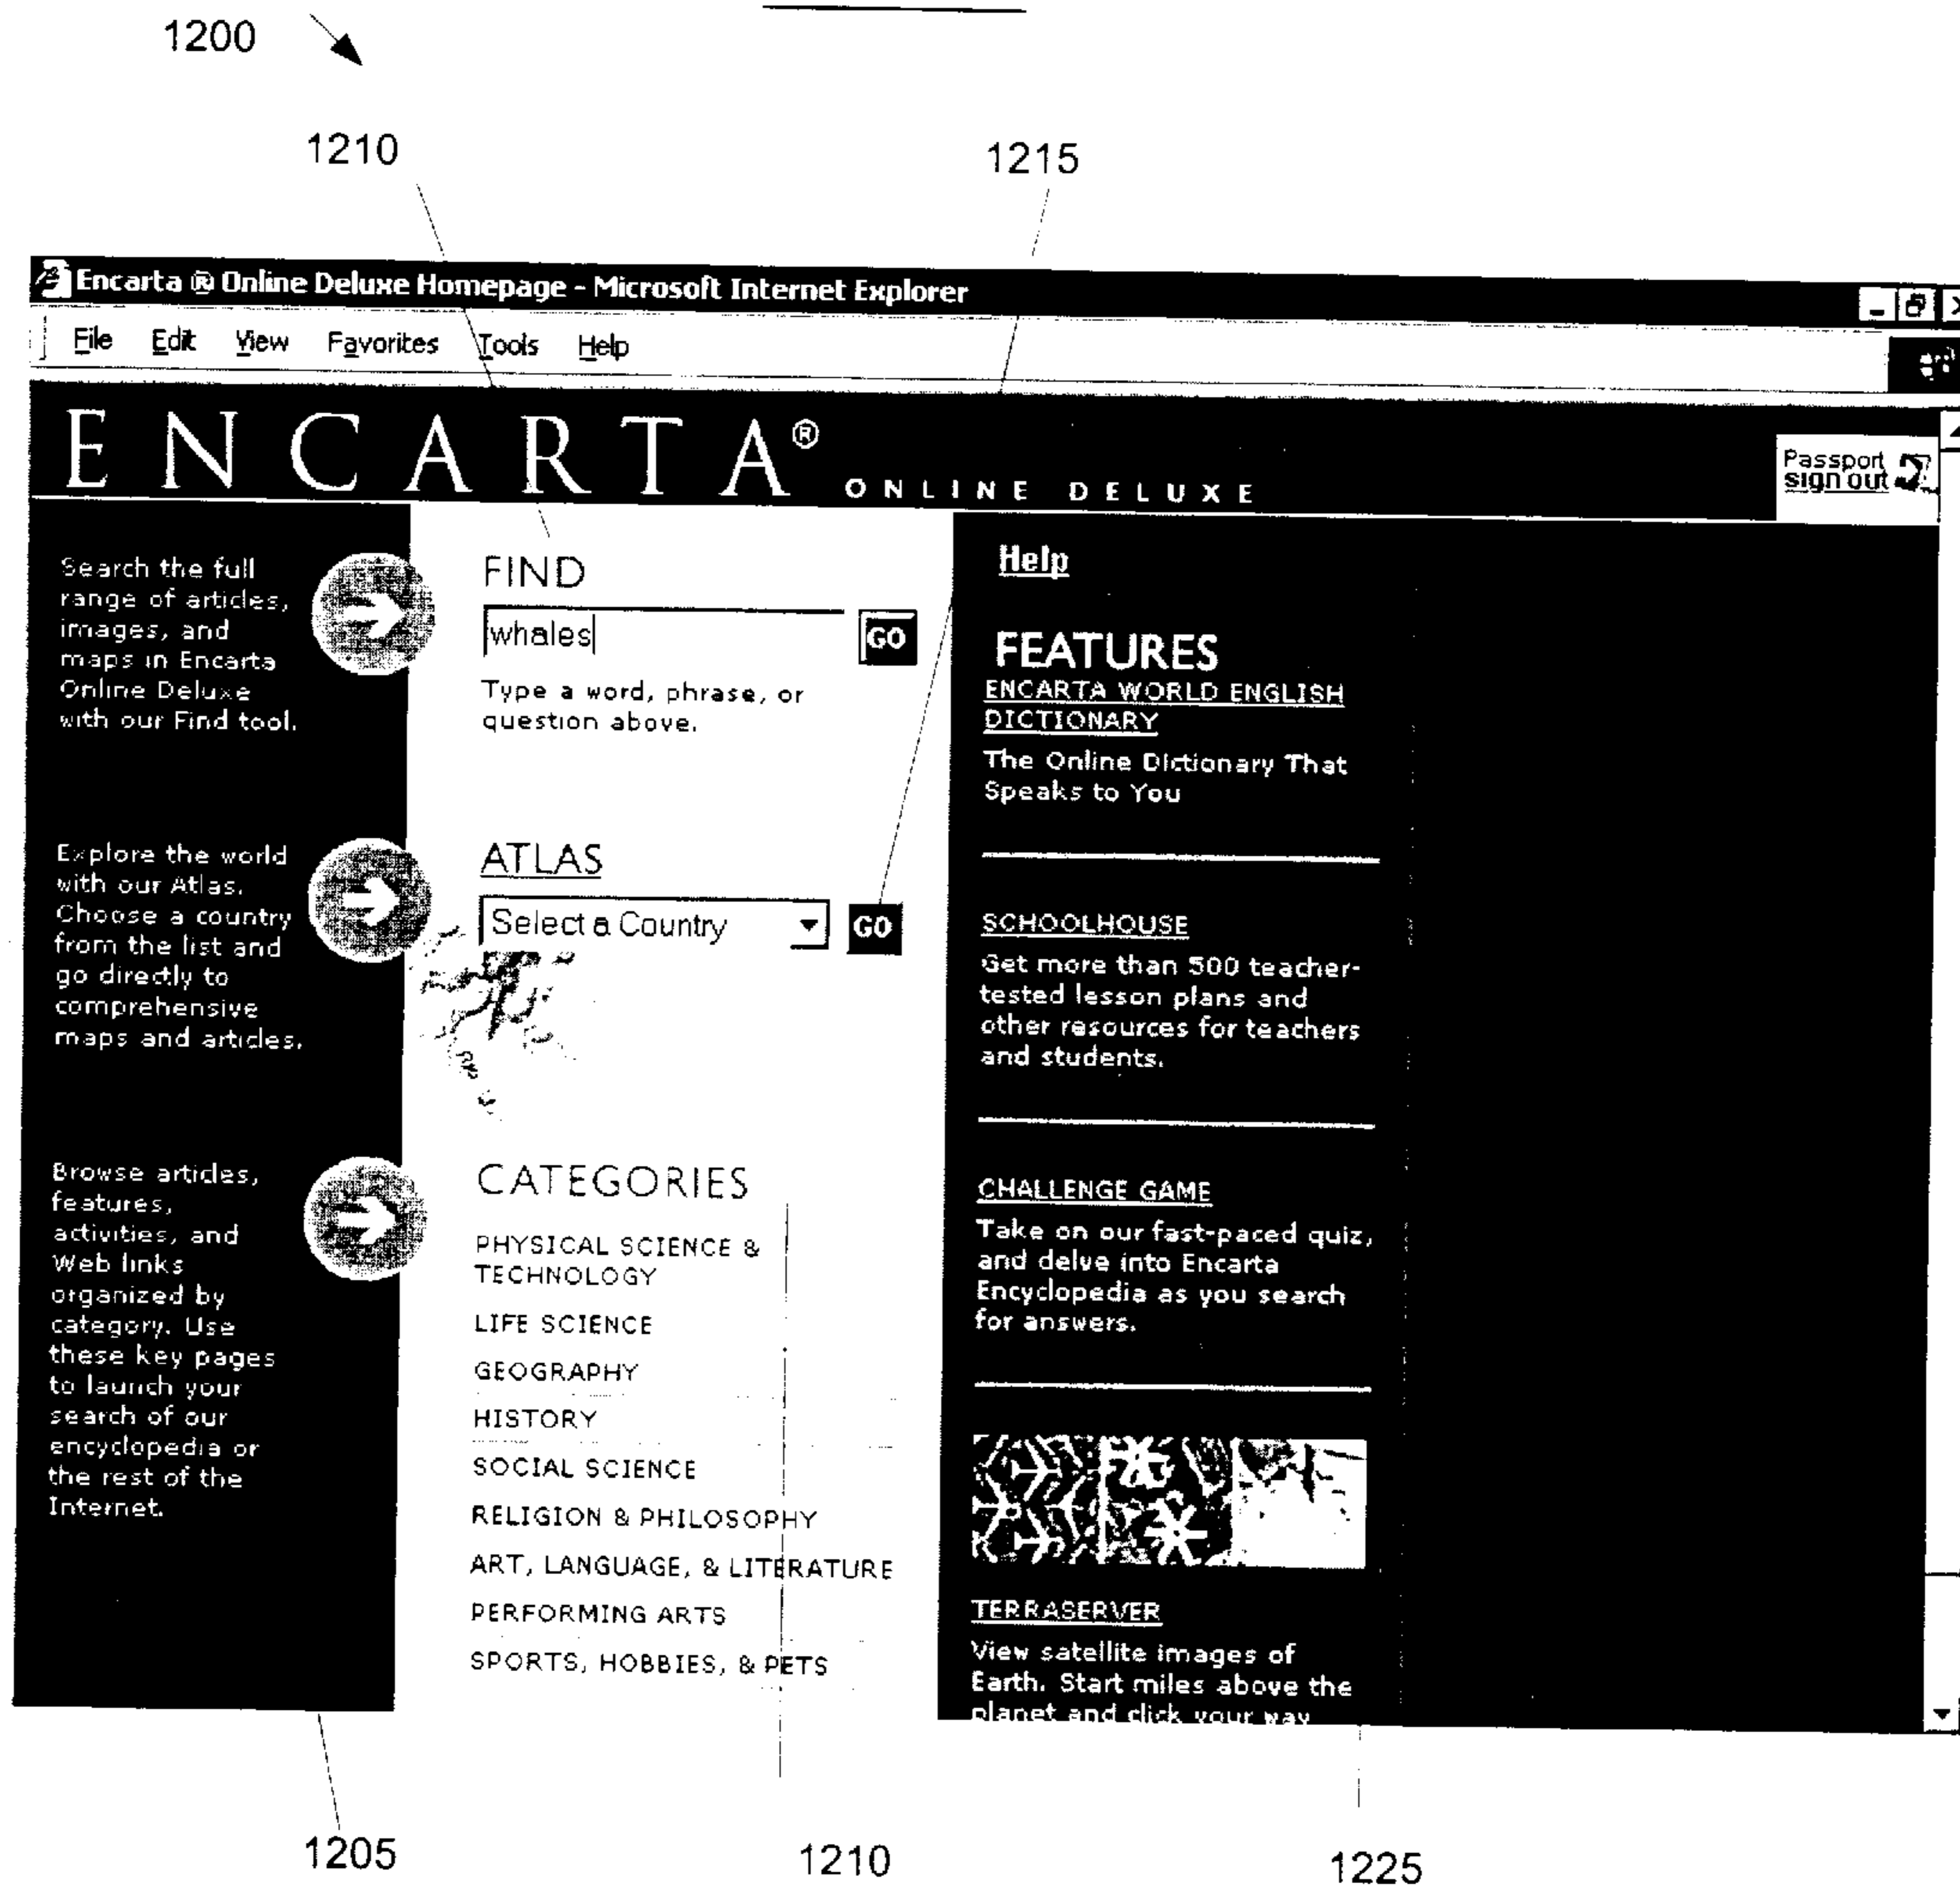 1200
1210
1215
Encarta ® Online Deluxe Homepage - Microsoft Internet Explorer
File Edit View Favorites Tools Help
ENCARTA® ONLINE DELUXE
Passport
sign out
Search the full
range of articles,
images, and
maps in Encarta
Online Deluxe
with our Find tool.
FIND
whales
GO
Type a word, phrase, or
question above.
Explore the world
with our Atlas.
Choose a country
from the list and
go directly to
comprehensive
maps and articles.
ATLAS
Select a Country
GO
Browse articles,
features,
activities, and
Web links
organized by
category. Use
these key pages
to launch your
search of our
encyclopedia or
the rest of the
Internet.
CATEGORIES
PHYSICAL SCIENCE &
TECHNOLOGY
LIFE SCIENCE
GEOGRAPHY
HISTORY
SOCIAL SCIENCE
RELIGION & PHILOSOPHY
ART, LANGUAGE, & LITERATURE
PERFORMING ARTS
SPORTS, HOBBIES, & PETS
Help
FEATURES
ENCARTA WORLD ENGLISH
DICTIONARY
The Online Dictionary That
Speaks to You
SCHOOLHOUSE
Get more than 500 teacher-
tested lesson plans and
other resources for teachers
and students.
CHALLENGE GAME
Take on our fast-paced quiz,
and delve into Encarta
Encyclopedia as you search
for answers.
TERRASERVER
View satellite images of
Earth. Start miles above the
planet and click your way
1205
1210
1225